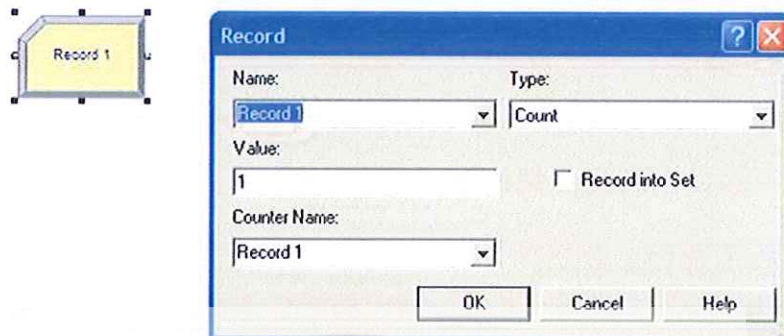 Record 1
Record
Name:
Type:
Record 1
Count
Value:
1
Record into Set
Counter Name:
Record 1
OK
Cancel
Help